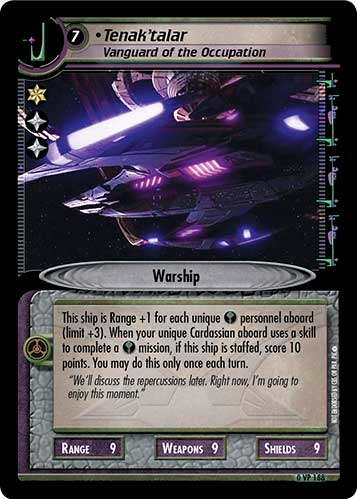 7
•Tenak'talar
Vanguard of the Occupation
Warship
This ship is Range +1 for each unique personnel aboard
(limit +3). When your unique Cardassian aboard uses a skill
to complete a mission, if this ship is staffed, score 10
points. You may do this only once each turn.
"We'll discuss the repercussions later. Right now, I'm going to
enjoy this moment."
RANGE 9 WEAPONS 9 SHIELDS 9
0 VP 188